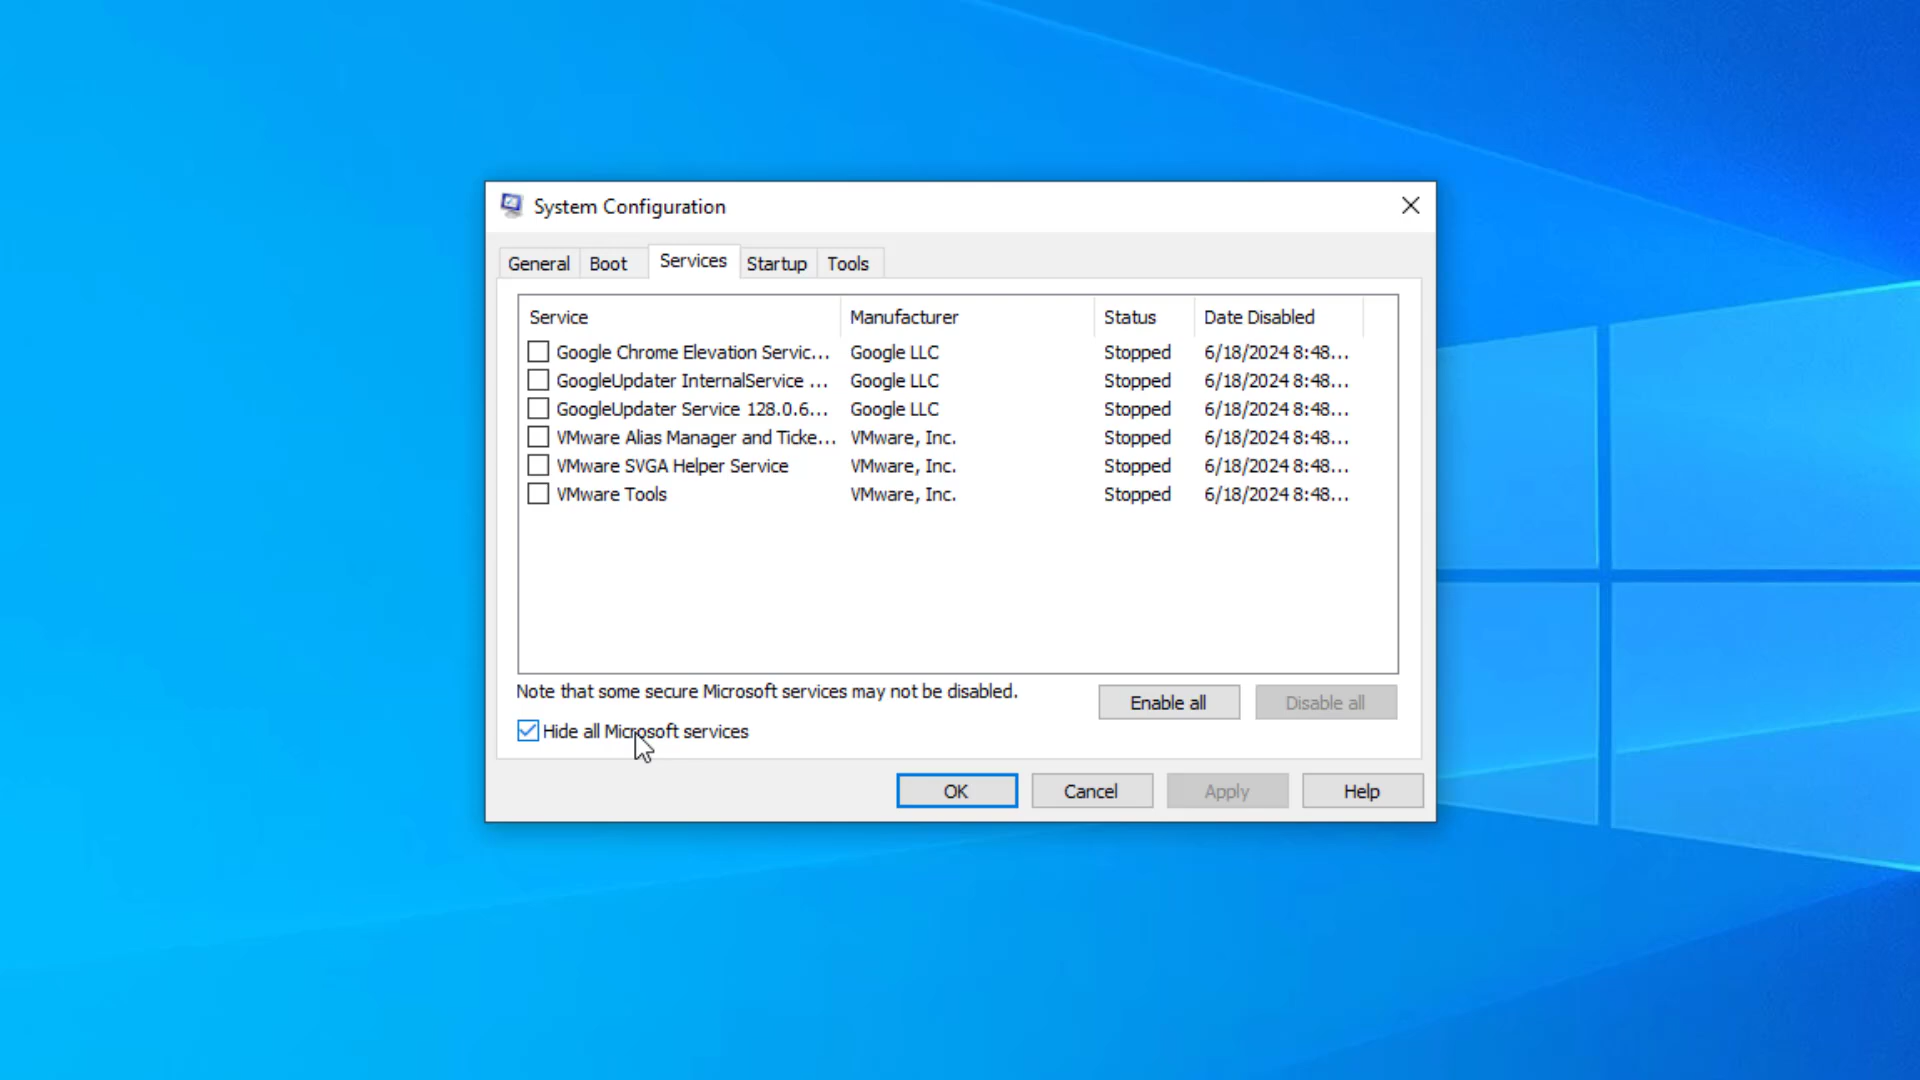 System Configuration
General Boot Services Startup Tools
Service Manufacturer Status Date Disabled
Google Chrome Elevation Servic... Google LLC Stopped 6/18/2024 8:48...
GoogleUpdater InternalService ... Google LLC Stopped 6/18/2024 8:48...
GoogleUpdater Service 128.0.6... Google LLC Stopped 6/18/2024 8:48...
VMware Alias Manager and Ticke... VMware, Inc. Stopped 6/18/2024 8:48...
VMware SVGA Helper Service VMware, Inc. Stopped 6/18/2024 8:48...
VMware Tools VMware, Inc. Stopped 6/18/2024 8:48...
Note that some secure Microsoft services may not be disabled.
Enable all Disable all
Hide all Microsoft services
OK Cancel Apply Help